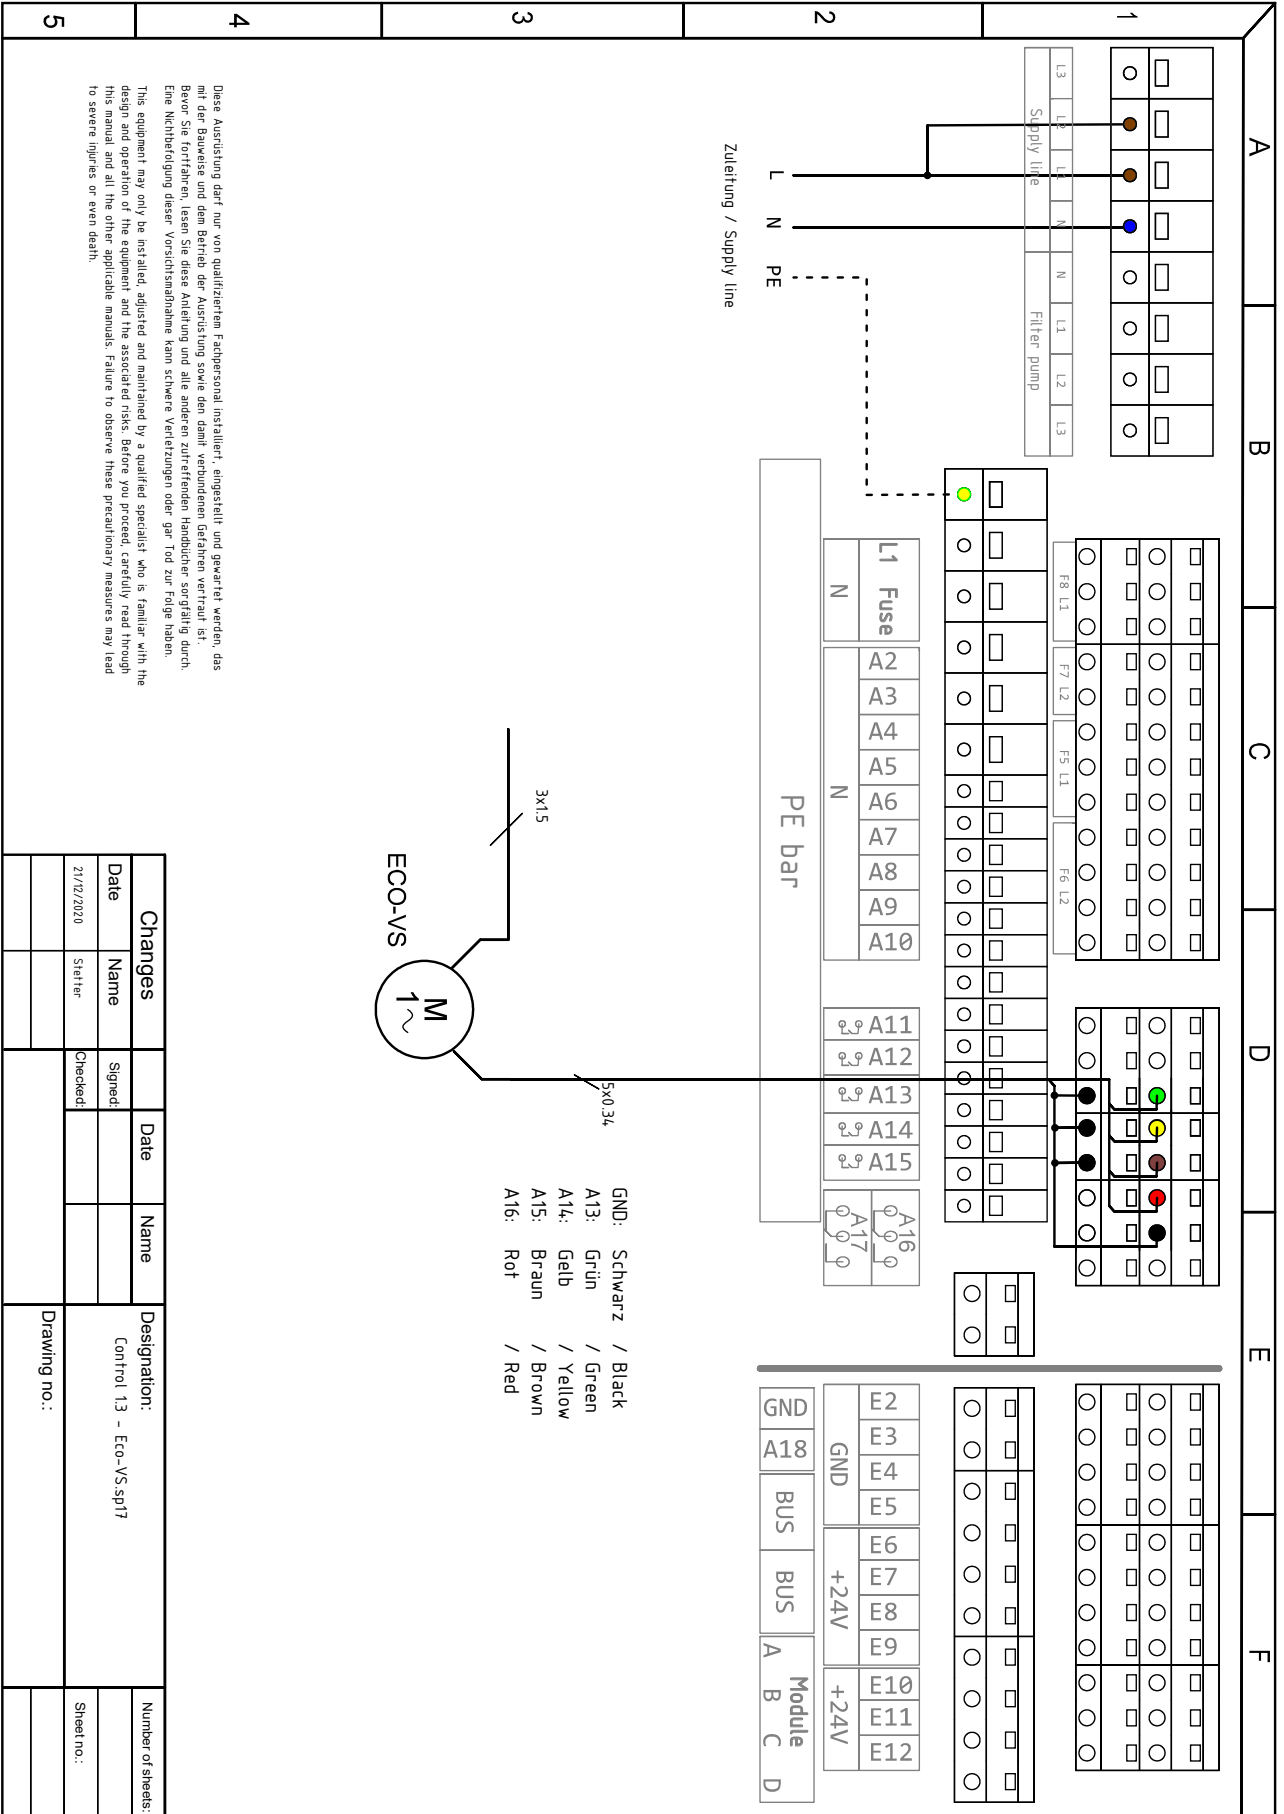 1
2
3
4
5
A
B
C
D
E
F
L3
L2
L1
N
N
L1
L2
L3
Supply line
Filter pump
L
N
PE
Zuleitung / Supply line
F8 L1
F7 L2
F5 L1
F6 L2
L1 Fuse
A2
A3
A4
A5
A6
A7
A8
A9
A10
N
N
PE bar
A11
A12
A13
A14
A15
A16
A17
E2
E3
E4
E5
E6
E7
E8
E9
E10
E11
E12
GND
+24V
+24V
GND
A18
BUS
BUS
Module
A B C D
3x1.5
5x0.34
ECO-VS
M
1~
GND: Schwarz / Black
A13: Grün / Green
A14: Gelb / Yellow
A15: Braun / Brown
A16: Rot / Red
Diese Ausrüstung darf nur von qualifiziertem Fachpersonal installiert, eingestellt und gewartet werden, das
mit der Bauweise und dem Betrieb der Ausrüstung sowie den damit verbundenen Gefahren vertraut ist.
Bevor Sie fortfahren, lesen Sie diese Anleitung und alle anderen zutreffenden Handbücher sorgfältig durch.
Eine Nichtbefolgung dieser Vorsichtsmaßnahme kann schwere Verletzungen oder gar Tod zur Folge haben.
This equipment may only be installed, adjusted and maintained by a qualified specialist who is familiar with the
design and operation of the equipment and the associated risks. Before you proceed, carefully read through
this manual and all the other applicable manuals. Failure to observe these precautionary measures may lead
to severe injuries or even death.
Changes
Date Name
21/12/2020 Stetter
Signed:
Checked:
Date
Name
Designation:
Control 1.3 - Eco-VS.sp17
Drawing no.:
Number of sheets:
Sheet no.: